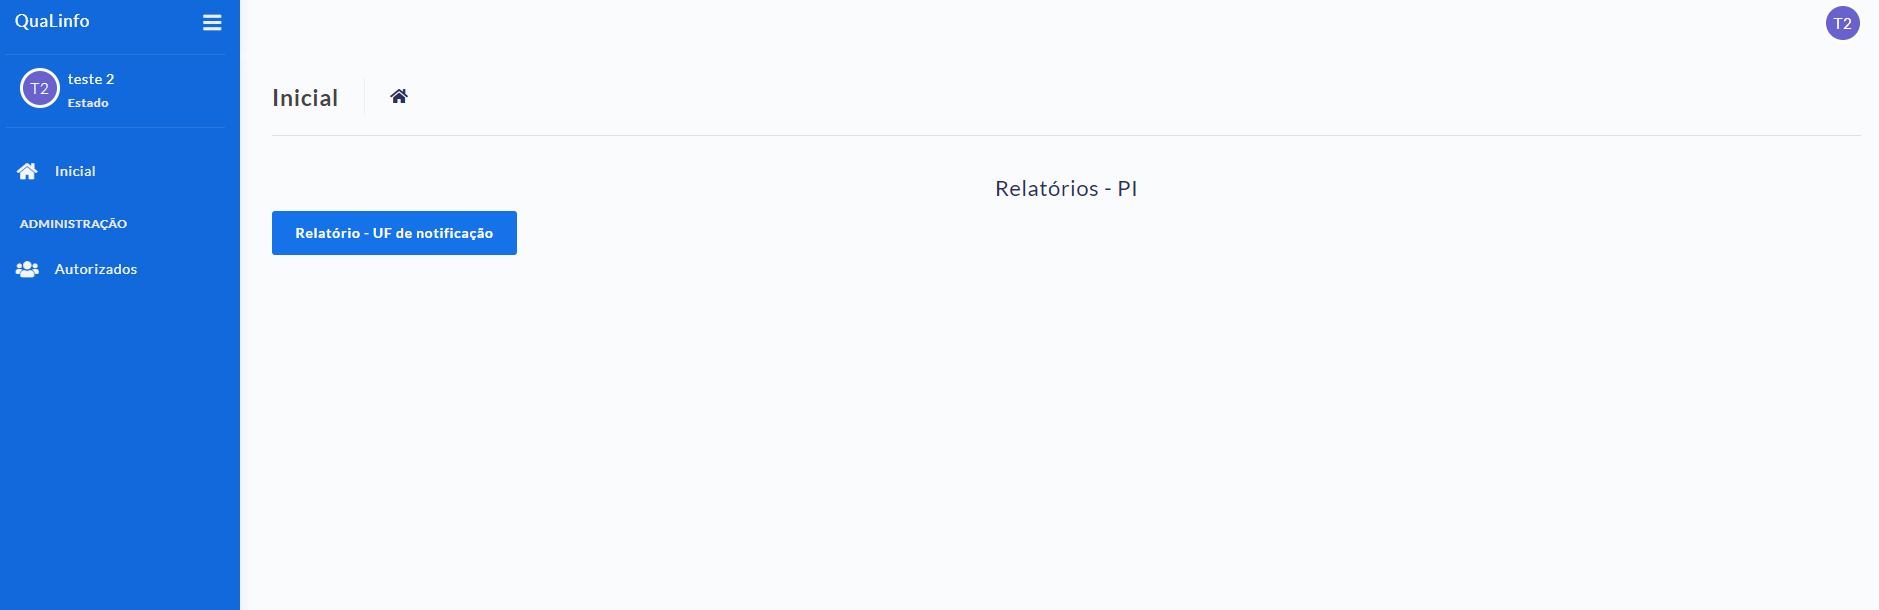 QuaLinfo
T2
T2
teste 2
Estado
Inicial
Inicial
ADMINISTRAÇÃO
Autorizados
Relatórios - PI
Relatório - UF de notificação